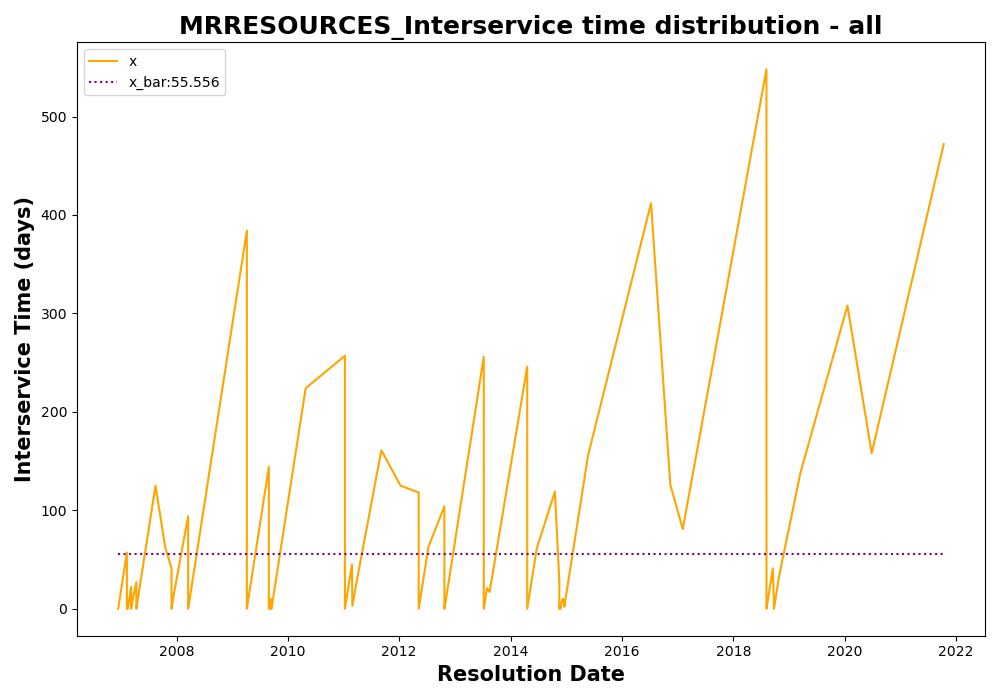 MRRESOURCES_Interservice time distribution - all
x
x_bar:55.556
500
400
300
200
100
0
Interservice Time (days)
2008 2010 2012 2014 2016 2018 2020 2022
Resolution Date